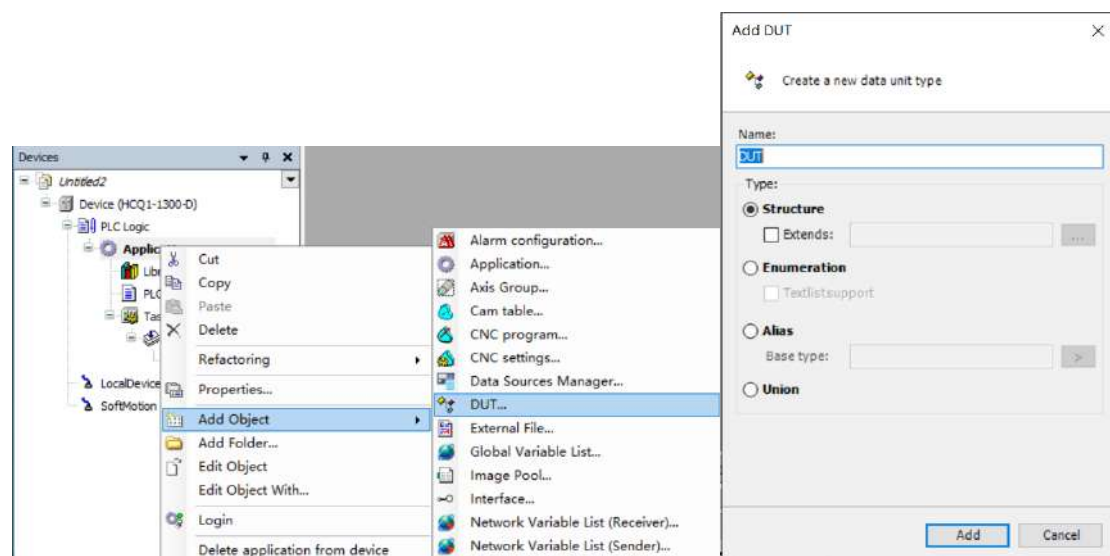 Devices
Untitled2
Device (HCQ1-1300-D)
PLC Logic
Applic
Libr
PLC
Tas
LocalDevice
SoftMotion
Cut
Copy
Paste
Delete
Refactoring
Properties...
Add Object
Add Folder...
Edit Object
Edit Object With...
Login
Delete application from device
Alarm configuration...
Application...
Axis Group...
Cam table...
CNC program...
CNC settings...
Data Sources Manager...
DUT...
External File...
Global Variable List...
Image Pool...
Interface...
Network Variable List (Receiver)...
Network Variable List (Sender)...
Add DUT
Create a new data unit type
Name:
DUT
Type:
Structure
Extends:
...
Enumeration
Textlistsupport
Alias
Base type:
>
Union
Add
Cancel